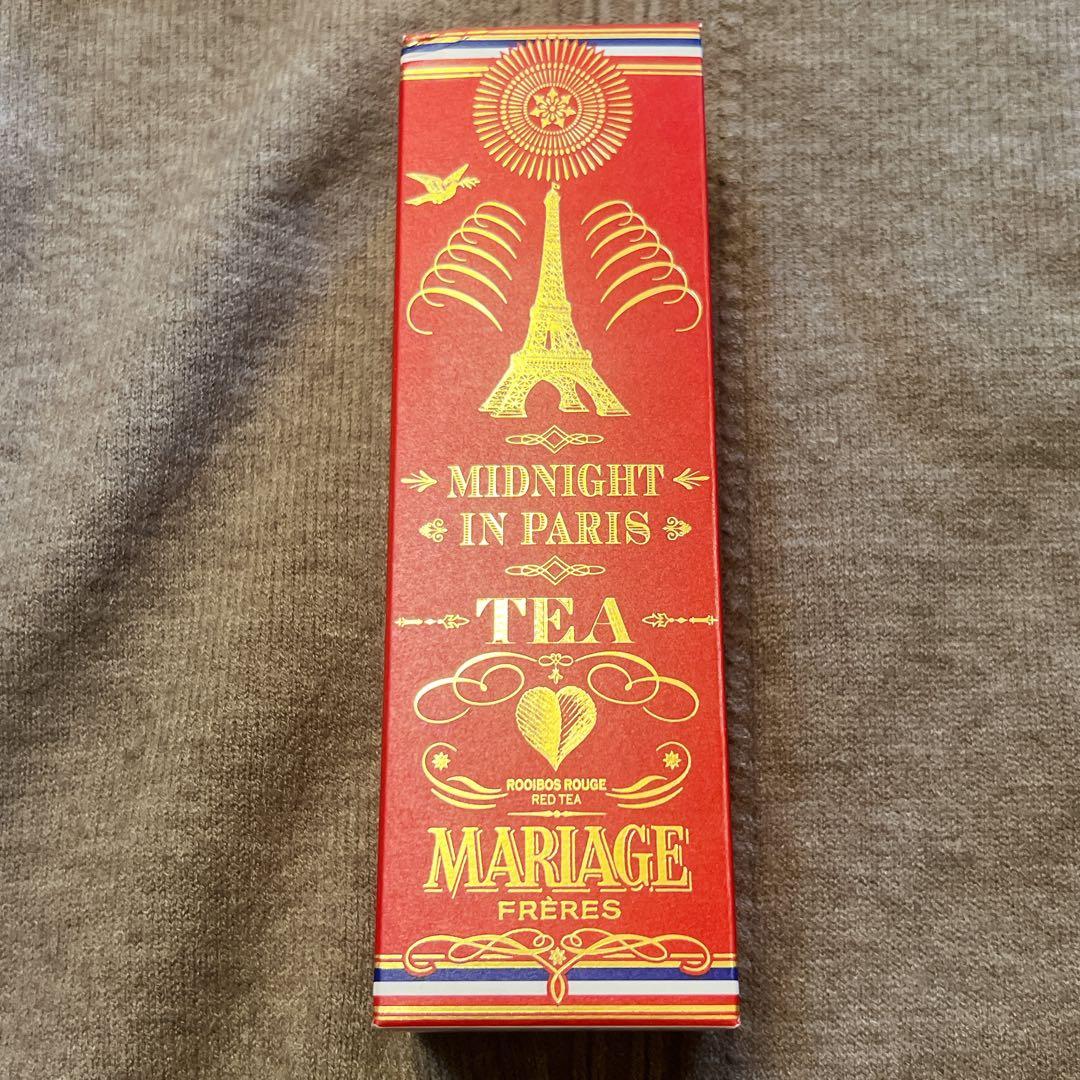 MIDNIGHT
IN PARIS
TEA
ROOIBOS ROUGE
RED TEA
MARIAGE
FRÈRES